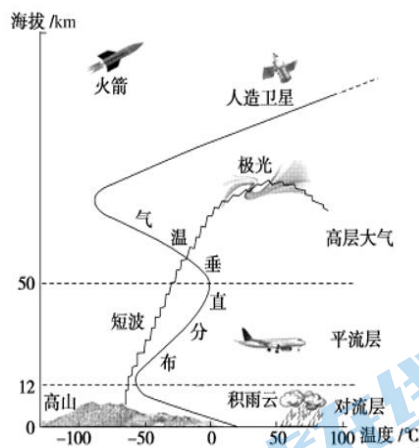 海拔/km
火箭
人造卫星
极光
气
温
垂
直
分
布
高层大气
50
短波
平流层
12
高山
积雨云
对流层
0
-100 -50 0 50 100 温度/℃